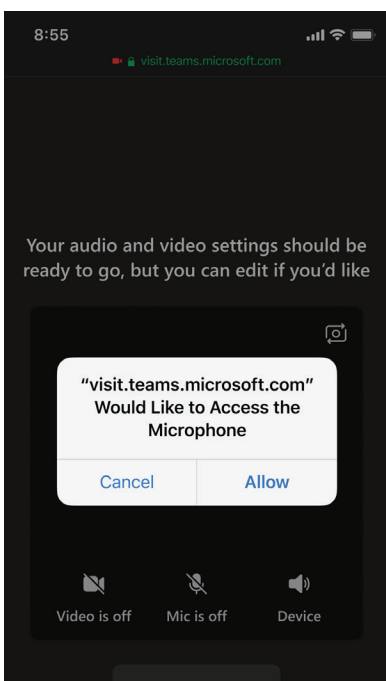 8:55
visit.teams.microsoft.com
Your audio and video settings should be
ready to go, but you can edit if you’d like
“visit.teams.microsoft.com”
Would Like to Access the
Microphone
Cancel Allow
Video is off Mic is off Device